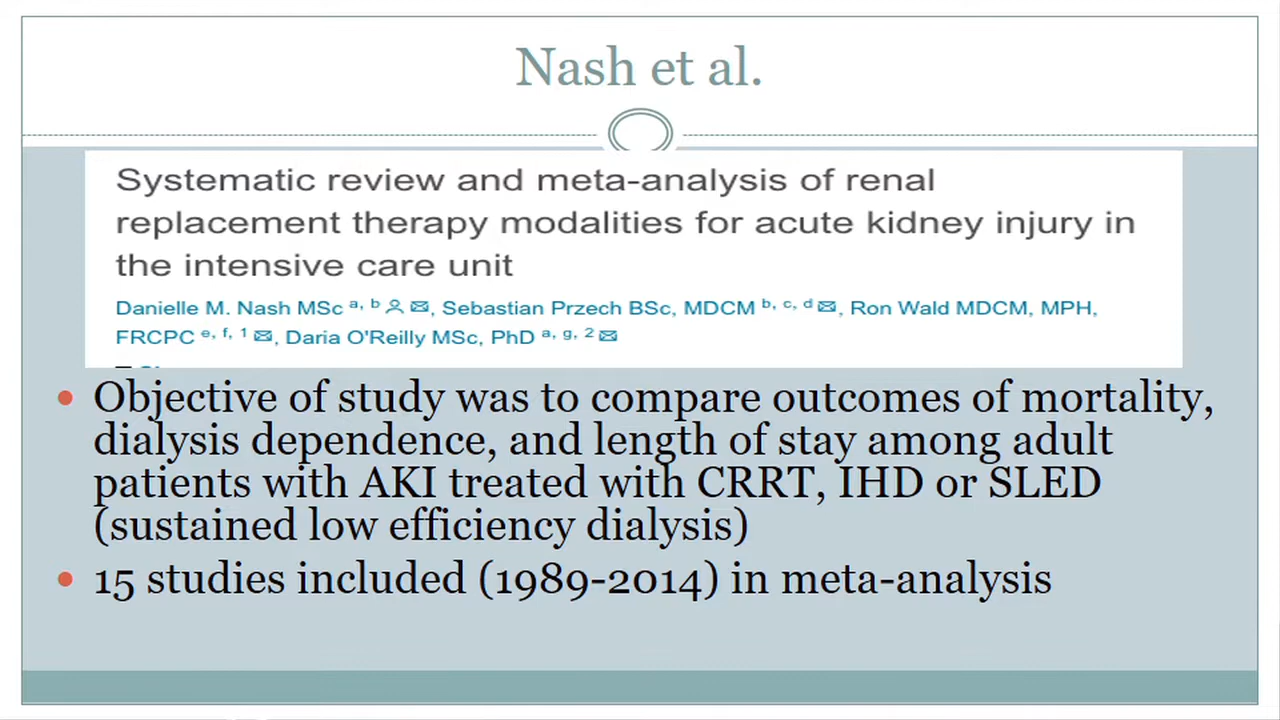 Nash et al.
Systematic review and meta-analysis of renal
replacement therapy modalities for acute kidney injury in
the intensive care unit
Danielle M. Nash MSc a, b, Sebastian Przech BSc, MDCM b, c, d, Ron Wald MDCM, MPH,
FRCPC e, f, 1, Daria O'Reilly MSc, PhD a, g, 2
• Objective of study was to compare outcomes of mortality,
dialysis dependence, and length of stay among adult
patients with AKI treated with CRRT, IHD or SLED
(sustained low efficiency dialysis)
• 15 studies included (1989-2014) in meta-analysis